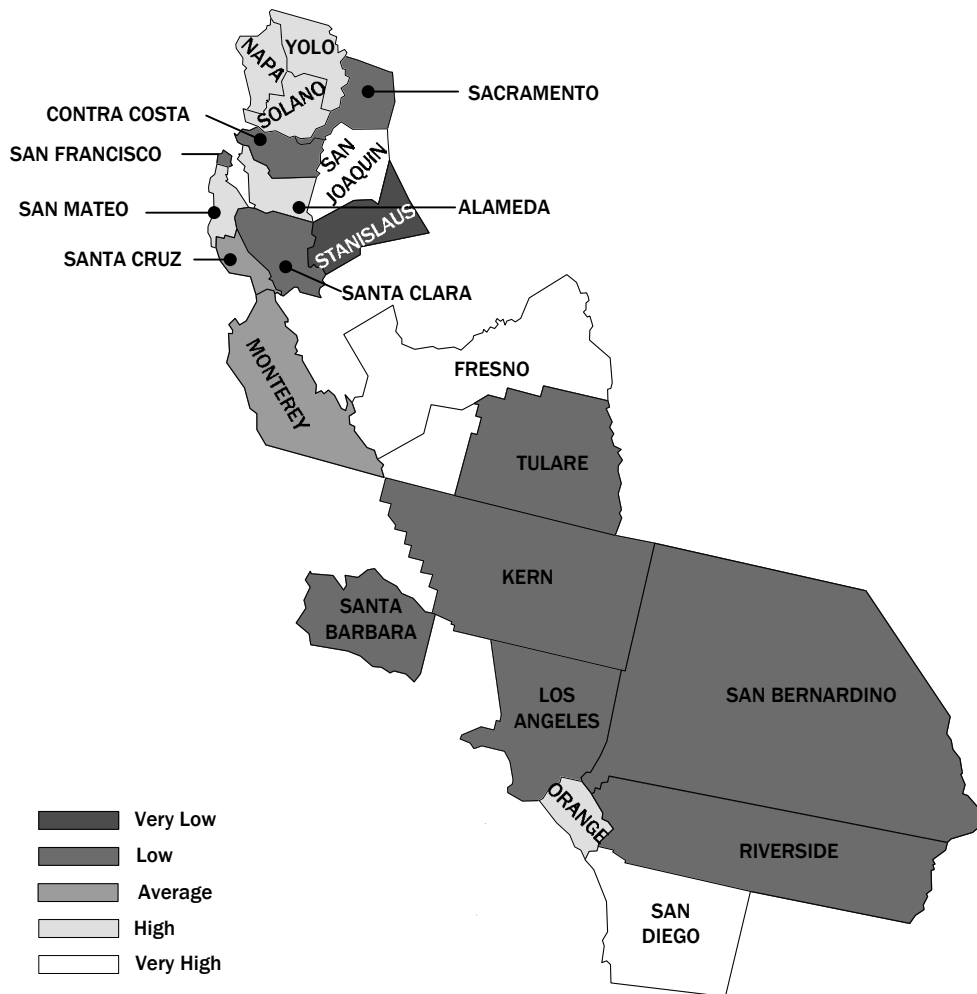 NAPA
YOLO
SOLANO
SACRAMENTO
CONTRA COSTA
SAN FRANCISCO
SAN
JOAQUIN
SAN MATEO
ALAMEDA
STANISLAUS
SANTA CRUZ
SANTA CLARA
MONTEREY
FRESNO
TULARE
KERN
SANTA
BARBARA
LOS
ANGELES
SAN BERNARDINO
ORANGE
RIVERSIDE
SAN
DIEGO
Very Low
Low
Average
High
Very High